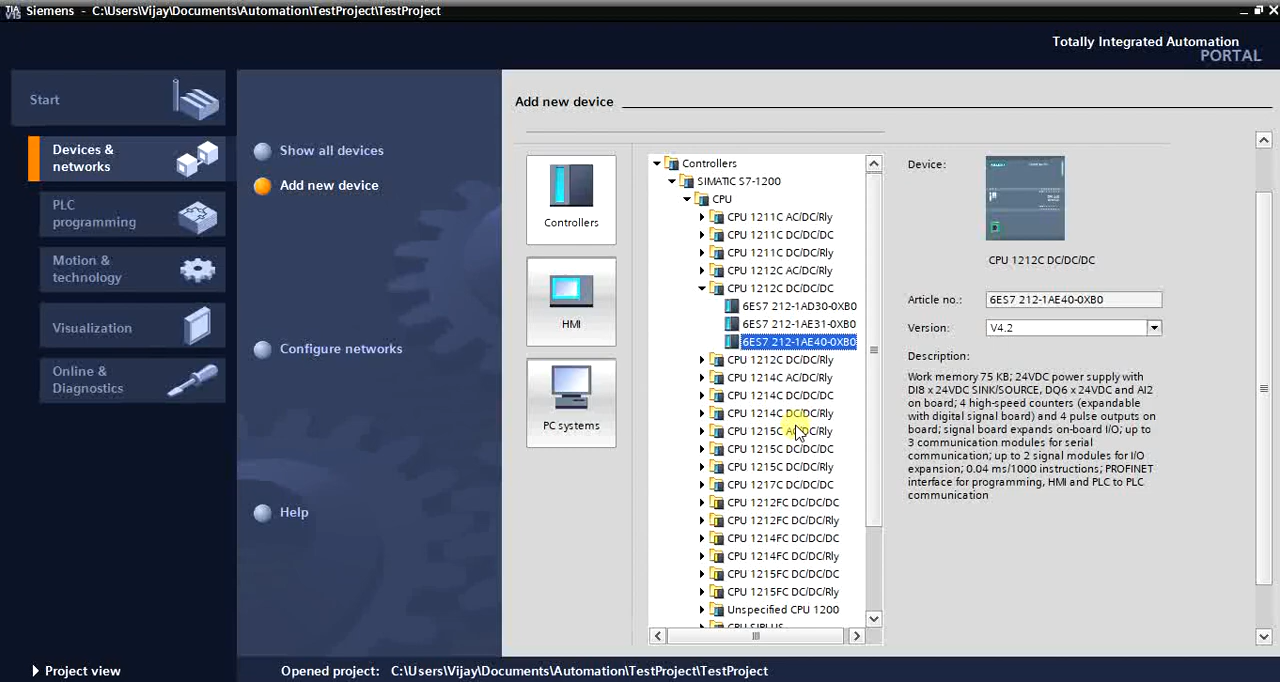 TIA
V15
Siemens - C:\Users\Vijay\Documents\Automation\TestProject\TestProject
Totally Integrated Automation
PORTAL
Start
Devices &
networks
PLC
programming
Motion &
technology
Visualization
Online &
Diagnostics
Show all devices
Add new device
Configure networks
Help
Add new device
Controllers
HMI
PC systems
Controllers
SIMATIC S7-1200
CPU
CPU 1211C AC/DC/Rly
CPU 1211C DC/DC/DC
CPU 1211C DC/DC/Rly
CPU 1212C AC/DC/Rly
CPU 1212C DC/DC/DC
6ES7 212-1AD30-0XB0
6ES7 212-1AE31-0XB0
6ES7 212-1AE40-0XB0
CPU 1212C DC/DC/Rly
CPU 1214C AC/DC/Rly
CPU 1214C DC/DC/DC
CPU 1214C DC/DC/Rly
CPU 1215C AC/DC/Rly
CPU 1215C DC/DC/DC
CPU 1215C DC/DC/Rly
CPU 1217C DC/DC/DC
CPU 1212FC DC/DC/DC
CPU 1212FC DC/DC/Rly
CPU 1214FC DC/DC/DC
CPU 1214FC DC/DC/Rly
CPU 1215FC DC/DC/DC
CPU 1215FC DC/DC/Rly
Unspecified CPU 1200
CPU SIPLUS
Device:
CPU 1212C DC/DC/DC
Article no.: 6ES7 212-1AE40-0XB0
Version: V4.2
Description:
Work memory 75 KB; 24VDC power supply with
DI8 x 24VDC SINK/SOURCE, DQ6 x 24VDC and AI2
on board; 4 high-speed counters (expandable
with digital signal board) and 4 pulse outputs on
board; signal board expands on-board I/O; up to
3 communication modules for serial
communication; up to 2 signal modules for I/O
expansion; 0.04 ms/1000 instructions; PROFINET
interface for programming, HMI and PLC to PLC
communication
Project view
Opened project: C:\Users\Vijay\Documents\Automation\TestProject\TestProject